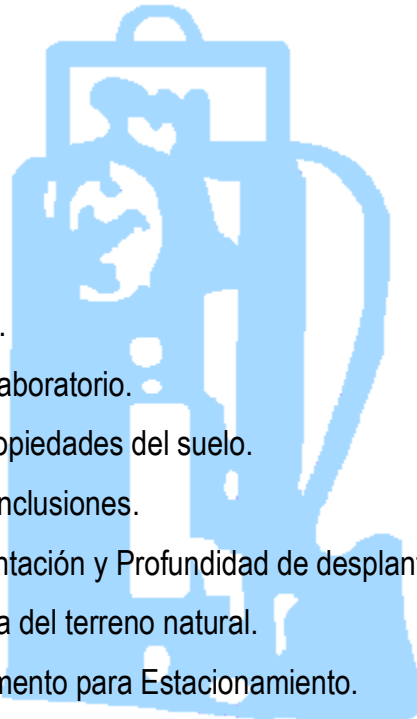 .
aboratorio.
opiedades del suelo.
nclusiones.
ntación y Profundidad de desplant
a del terreno natural.
mento para Estacionamiento.